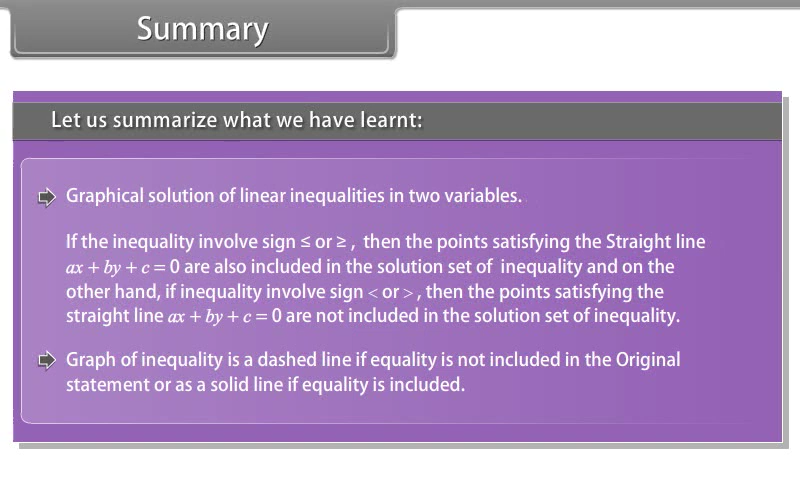 Summary
Let us summarize what we have learnt:
Graphical solution of linear inequalities in two variables.
If the inequality involve sign ≤ or ≥ , then the points satisfying the Straight line
ax + by + c = 0 are also included in the solution set of inequality and on the
other hand, if inequality involve sign < or > , then the points satisfying the
straight line ax + by + c = 0 are not included in the solution set of inequality.
Graph of inequality is a dashed line if equality is not included in the Original
statement or as a solid line if equality is included.